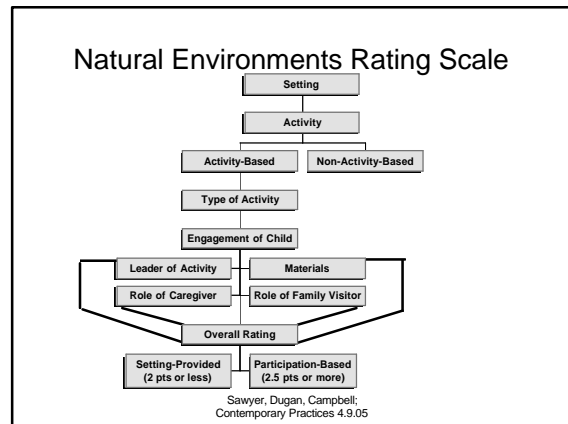 Natural Environments Rating Scale
Setting
Activity
Activity-Based
Non-Activity-Based
Type of Activity
Engagement of Child
Leader of Activity
Materials
Role of Caregiver
Role of Family Visitor
Overall Rating
Setting-Provided
(2 pts or less)
Participation-Based
(2.5 pts or more)
Sawyer, Dugan, Campbell;
Contemporary Practices 4.9.05